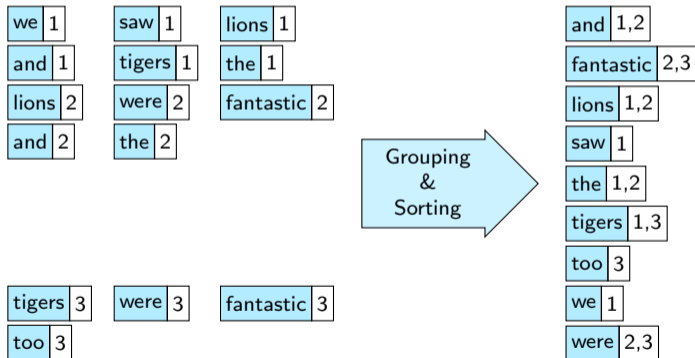 we 1 saw 1 lions 1
and 1 tigers 1 the 1
lions 2 were 2 fantastic 2
and 2 the 2
tigers 3 were 3 fantastic 3
too 3
Grouping
&
Sorting
and 1,2
fantastic 2,3
lions 1,2
saw 1
the 1,2
tigers 1,3
too 3
we 1
were 2,3